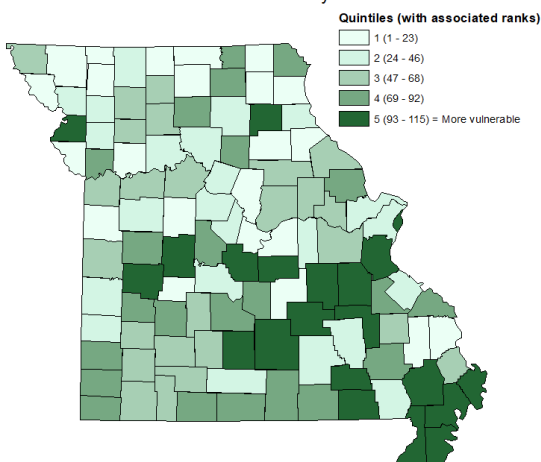 Quintiles (with associated ranks)
1 (1 - 23)
2 (24 - 46)
3 (47 - 68)
4 (69 - 92)
5 (93 - 115) = More vulnerable